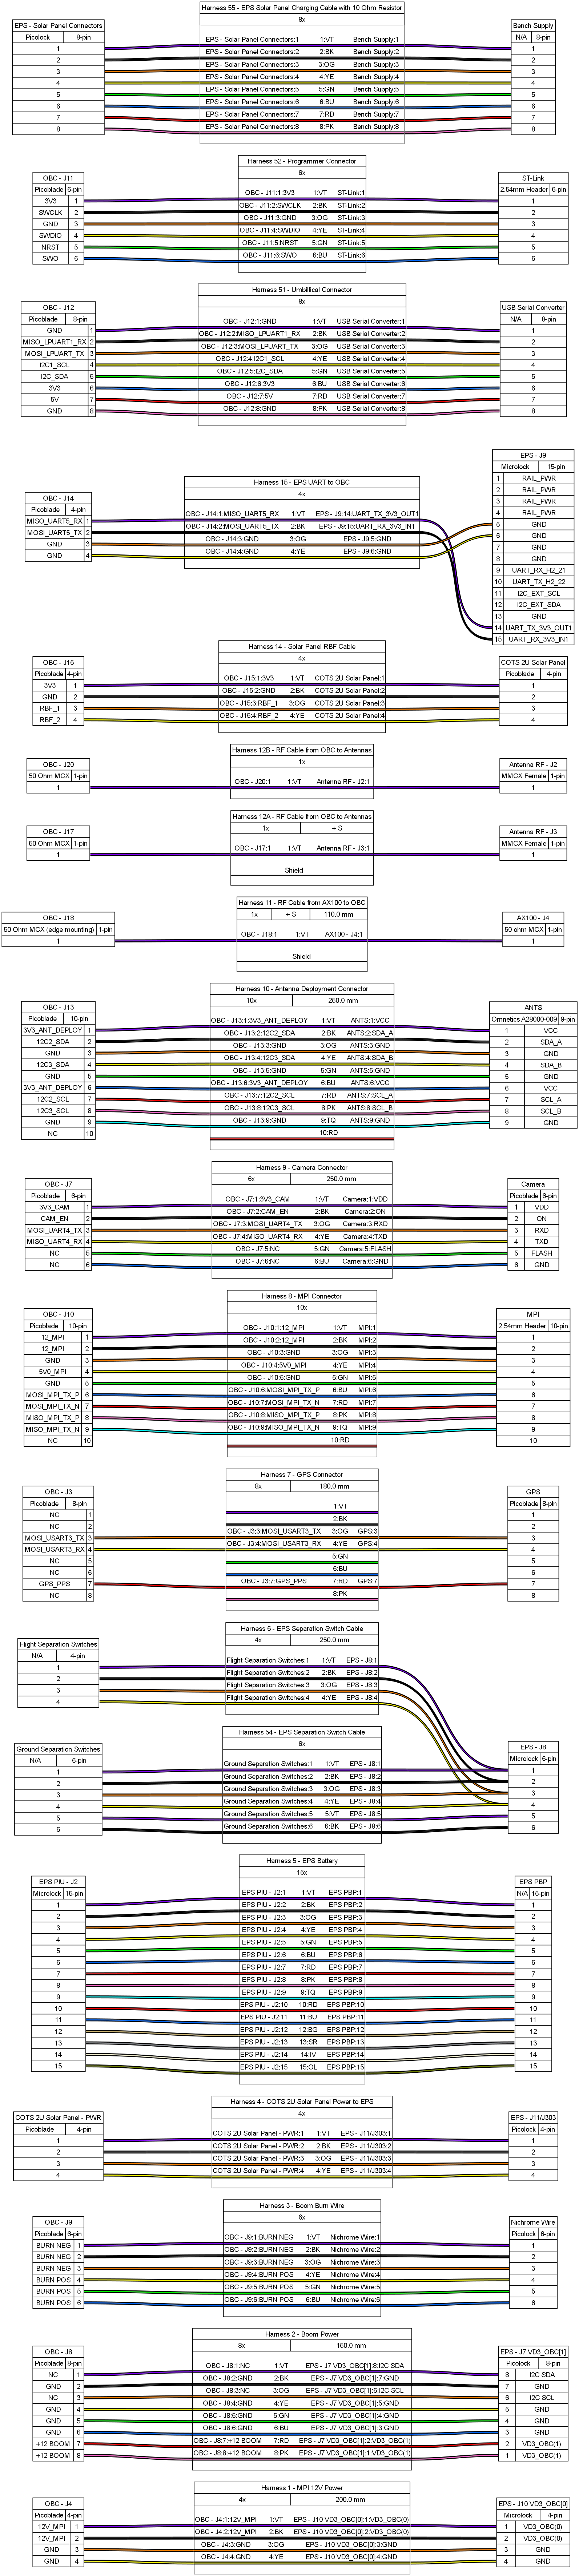 Harness 55 - EPS Solar Panel Charging Cable with 10 Ohm Resistor
8x
EPS - Solar Panel Connectors
Picolock 8-pin
1
2
3
4
5
6
7
8
EPS - Solar Panel Connectors:1 1:VT Bench Supply:1
EPS - Solar Panel Connectors:2 2:BK Bench Supply:2
EPS - Solar Panel Connectors:3 3:OG Bench Supply:3
EPS - Solar Panel Connectors:4 4:YE Bench Supply:4
EPS - Solar Panel Connectors:5 5:GN Bench Supply:5
EPS - Solar Panel Connectors:6 6:BU Bench Supply:6
EPS - Solar Panel Connectors:7 7:RD Bench Supply:7
EPS - Solar Panel Connectors:8 8:PK Bench Supply:8
Bench Supply
N/A 8-pin
1
2
3
4
5
6
7
8
Harness 52 - Programmer Connector
6x
OBC - J11
Picoblade 6-pin
3V3 1
SWCLK 2
GND 3
SWDIO 4
NRST 5
SWO 6
OBC - J11:1:3V3 1:VT ST-Link:1
OBC - J11:2:SWCLK 2:BK ST-Link:2
OBC - J11:3:GND 3:OG ST-Link:3
OBC - J11:4:SWDIO 4:YE ST-Link:4
OBC - J11:5:NRST 5:GN ST-Link:5
OBC - J11:6:SWO 6:BU ST-Link:6
ST-Link
2.54mm Header 6-pin
1
2
3
4
5
6
Harness 51 - Umbillical Connector
8x
OBC - J12
Picoblade 8-pin
GND 1
MISO_LPUART1_RX 2
MOSI_LPUART_TX 3
I2C1_SCL 4
I2C_SDA 5
3V3 6
5V 7
GND 8
OBC - J12:1:GND 1:VT USB Serial Converter:1
OBC - J12:2:MISO_LPUART1_RX 2:BK USB Serial Converter:2
OBC - J12:3:MOSI_LPUART_TX 3:OG USB Serial Converter:3
OBC - J12:4:I2C1_SCL 4:YE USB Serial Converter:4
OBC - J12:5:I2C_SDA 5:GN USB Serial Converter:5
OBC - J12:6:3V3 6:BU USB Serial Converter:6
OBC - J12:7:5V 7:RD USB Serial Converter:7
OBC - J12:8:GND 8:PK USB Serial Converter:8
USB Serial Converter
N/A 8-pin
1
2
3
4
5
6
7
8
Harness 15 - EPS UART to OBC
4x
OBC - J14
Picoblade 4-pin
MISO_UART5_RX 1
MOSI_UART5_TX 2
GND 3
GND 4
OBC - J14:1:MISO_UART5_RX 1:VT EPS - J9:14:UART_TX_3V3_OUT1
OBC - J14:2:MOSI_UART5_TX 2:BK EPS - J9:15:UART_RX_3V3_IN1
OBC - J14:3:GND 3:OG EPS - J9:5:GND
OBC - J14:4:GND 4:YE EPS - J9:6:GND
EPS - J9
Microlock 15-pin
1 RAIL_PWR
2 RAIL_PWR
3 RAIL_PWR
4 RAIL_PWR
5 GND
6 GND
7 GND
8 GND
9 UART_RX_H2_21
10 UART_TX_H2_22
11 I2C_EXT_SCL
12 I2C_EXT_SDA
13 GND
14 UART_TX_3V3_OUT1
15 UART_RX_3V3_IN1
Harness 14 - Solar Panel RBF Cable
4x
OBC - J15
Picoblade 4-pin
3V3 1
GND 2
RBF_1 3
RBF_2 4
OBC - J15:1:3V3 1:VT COTS 2U Solar Panel:1
OBC - J15:2:GND 2:BK COTS 2U Solar Panel:2
OBC - J15:3:RBF_1 3:OG COTS 2U Solar Panel:3
OBC - J15:4:RBF_2 4:YE COTS 2U Solar Panel:4
COTS 2U Solar Panel
Picoblade 4-pin
1
2
3
4
Harness 12B - RF Cable from OBC to Antennas
1x
OBC - J20
50 Ohm MCX 1-pin
1
OBC - J20:1 1:VT Antenna RF - J2:1
Antenna RF - J2
MMCX Female 1-pin
1
Harness 12A - RF Cable from OBC to Antennas
1x + S
OBC - J17
50 Ohm MCX 1-pin
1
OBC - J17:1 1:VT Antenna RF - J3:1
Shield
Antenna RF - J3
MMCX Female 1-pin
1
Harness 11 - RF Cable from AX100 to OBC
1x + S 110.0 mm
OBC - J18
50 Ohm MCX (edge mounting) 1-pin
1
OBC - J18:1 1:VT AX100 - J4:1
Shield
AX100 - J4
50 ohm MCX 1-pin
1
Harness 10 - Antenna Deployment Connector
10x 250.0 mm
OBC - J13
Picoblade 10-pin
3V3_ANT_DEPLOY 1
12C2_SDA 2
GND 3
12C3_SDA 4
GND 5
3V3_ANT_DEPLOY 6
12C2_SCL 7
12C3_SCL 8
GND 9
NC 10
OBC - J13:1:3V3_ANT_DEPLOY 1:VT ANTS:1:VCC
OBC - J13:2:12C2_SDA 2:BK ANTS:2:SDA_A
OBC - J13:3:GND 3:OG ANTS:3:GND
OBC - J13:4:12C3_SDA 4:YE ANTS:4:SDA_B
OBC - J13:5:GND 5:GN ANTS:5:GND
OBC - J13:6:3V3_ANT_DEPLOY 6:BU ANTS:6:VCC
OBC - J13:7:12C2_SCL 7:RD ANTS:7:SCL_A
OBC - J13:8:12C3_SCL 8:PK ANTS:8:SCL_B
OBC - J13:9:GND 9:TQ ANTS:9:GND
10:RD
ANTS
Omnetics A28000-009 9-pin
1 VCC
2 SDA_A
3 GND
4 SDA_B
5 GND
6 VCC
7 SCL_A
8 SCL_B
9 GND
Harness 9 - Camera Connector
6x 250.0 mm
OBC - J7
Picoblade 6-pin
3V3_CAM 1
CAM_EN 2
MOSI_UART4_TX 3
MISO_UART4_RX 4
NC 5
NC 6
OBC - J7:1:3V3_CAM 1:VT Camera:1:VDD
OBC - J7:2:CAM_EN 2:BK Camera:2:ON
OBC - J7:3:MOSI_UART4_TX 3:OG Camera:3:RXD
OBC - J7:4:MISO_UART4_RX 4:YE Camera:4:TXD
OBC - J7:5:NC 5:GN Camera:5:FLASH
OBC - J7:6:NC 6:BU Camera:6:GND
Camera
Picoblade 6-pin
1 VDD
2 ON
3 RXD
4 TXD
5 FLASH
6 GND
Harness 8 - MPI Connector
10x
OBC - J10
Picoblade 10-pin
12_MPI 1
12_MPI 2
GND 3
5V0_MPI 4
GND 5
MOSI_MPI_TX_P 6
MOSI_MPI_TX_N 7
MISO_MPI_TX_P 8
MISO_MPI_TX_N 9
NC 10
OBC - J10:1:12_MPI 1:VT MPI:1
OBC - J10:2:12_MPI 2:BK MPI:2
OBC - J10:3:GND 3:OG MPI:3
OBC - J10:4:5V0_MPI 4:YE MPI:4
OBC - J10:5:GND 5:GN MPI:5
OBC - J10:6:MOSI_MPI_TX_P 6:BU MPI:6
OBC - J10:7:MOSI_MPI_TX_N 7:RD MPI:7
OBC - J10:8:MISO_MPI_TX_P 8:PK MPI:8
OBC - J10:9:MISO_MPI_TX_N 9:TQ MPI:9
10:RD
MPI
2.54mm Header 10-pin
1
2
3
4
5
6
7
8
9
10
Harness 7 - GPS Connector
8x 180.0 mm
OBC - J3
Picoblade 8-pin
NC 1
NC 2
MOSI_USART3_TX 3
MOSI_USART3_RX 4
NC 5
NC 6
GPS_PPS 7
NC 8
1:VT
2:BK
OBC - J3:3:MOSI_USART3_TX 3:OG GPS:3
OBC - J3:4:MOSI_USART3_RX 4:YE GPS:4
5:GN
6:BU
OBC - J3:7:GPS_PPS 7:RD GPS:7
8:PK
GPS
Picoblade 8-pin
1
2
3
4
5
6
7
8
Harness 6 - EPS Separation Switch Cable
4x 250.0 mm
Flight Separation Switches
N/A 4-pin
1
2
3
4
Flight Separation Switches:1 1:VT EPS - J8:1
Flight Separation Switches:2 2:BK EPS - J8:2
Flight Separation Switches:3 3:OG EPS - J8:3
Flight Separation Switches:4 4:YE EPS - J8:4
Harness 54 - EPS Separation Switch Cable
6x
Ground Separation Switches
N/A 6-pin
1
2
3
4
5
6
Ground Separation Switches:1 1:VT EPS - J8:1
Ground Separation Switches:2 2:BK EPS - J8:2
Ground Separation Switches:3 3:OG EPS - J8:3
Ground Separation Switches:4 4:YE EPS - J8:4
Ground Separation Switches:5 5:VT EPS - J8:5
Ground Separation Switches:6 6:BK EPS - J8:6
EPS - J8
Microlock 6-pin
1
2
3
4
5
6
Harness 5 - EPS Battery
15x
EPS PIU - J2
Microlock 15-pin
1
2
3
4
5
6
7
8
9
10
11
12
13
14
15
EPS PIU - J2:1 1:VT EPS PBP:1
EPS PIU - J2:2 2:BK EPS PBP:2
EPS PIU - J2:3 3:OG EPS PBP:3
EPS PIU - J2:4 4:YE EPS PBP:4
EPS PIU - J2:5 5:GN EPS PBP:5
EPS PIU - J2:6 6:BU EPS PBP:6
EPS PIU - J2:7 7:RD EPS PBP:7
EPS PIU - J2:8 8:PK EPS PBP:8
EPS PIU - J2:9 9:TQ EPS PBP:9
EPS PIU - J2:10 10:RD EPS PBP:10
EPS PIU - J2:11 11:BU EPS PBP:11
EPS PIU - J2:12 12:BG EPS PBP:12
EPS PIU - J2:13 13:SR EPS PBP:13
EPS PIU - J2:14 14:IV EPS PBP:14
EPS PIU - J2:15 15:OL EPS PBP:15
EPS PBP
N/A 15-pin
1
2
3
4
5
6
7
8
9
10
11
12
13
14
15
Harness 4 - COTS 2U Solar Panel Power to EPS
4x
COTS 2U Solar Panel - PWR
Picoblade 4-pin
1
2
3
4
COTS 2U Solar Panel - PWR:1 1:VT EPS - J11/J303:1
COTS 2U Solar Panel - PWR:2 2:BK EPS - J11/J303:2
COTS 2U Solar Panel - PWR:3 3:OG EPS - J11/J303:3
COTS 2U Solar Panel - PWR:4 4:YE EPS - J11/J303:4
EPS - J11/J303
Picolock 4-pin
1
2
3
4
Harness 3 - Boom Burn Wire
6x
OBC - J9
Picoblade 6-pin
BURN NEG 1
BURN NEG 2
BURN NEG 3
BURN POS 4
BURN POS 5
BURN POS 6
OBC - J9:1:BURN NEG 1:VT Nichrome Wire:1
OBC - J9:2:BURN NEG 2:BK Nichrome Wire:2
OBC - J9:3:BURN NEG 3:OG Nichrome Wire:3
OBC - J9:4:BURN POS 4:YE Nichrome Wire:4
OBC - J9:5:BURN POS 5:GN Nichrome Wire:5
OBC - J9:6:BURN POS 6:BU Nichrome Wire:6
Nichrome Wire
Picolock 6-pin
1
2
3
4
5
6
Harness 2 - Boom Power
8x 150.0 mm
OBC - J8
Picoblade 8-pin
NC 1
GND 2
NC 3
GND 4
GND 5
GND 6
+12 BOOM 7
+12 BOOM 8
OBC - J8:1:NC 1:VT EPS - J7 VD3_OBC[1]:8:I2C SDA
OBC - J8:2:GND 2:BK EPS - J7 VD3_OBC[1]:7:GND
OBC - J8:3:NC 3:OG EPS - J7 VD3_OBC[1]:6:I2C SCL
OBC - J8:4:GND 4:YE EPS - J7 VD3_OBC[1]:5:GND
OBC - J8:5:GND 5:GN EPS - J7 VD3_OBC[1]:4:GND
OBC - J8:6:GND 6:BU EPS - J7 VD3_OBC[1]:3:GND
OBC - J8:7:+12 BOOM 7:RD EPS - J7 VD3_OBC[1]:2:VD3_OBC(1)
OBC - J8:8:+12 BOOM 8:PK EPS - J7 VD3_OBC[1]:1:VD3_OBC(1)
EPS - J7 VD3_OBC[1]
Picolock 8-pin
8 I2C SDA
7 GND
6 I2C SCL
5 GND
4 GND
3 GND
2 VD3_OBC(1)
1 VD3_OBC(1)
Harness 1 - MPI 12V Power
4x 200.0 mm
OBC - J4
Picoblade 4-pin
12V_MPI 1
12V_MPI 2
GND 3
GND 4
OBC - J4:1:12V_MPI 1:VT EPS - J10 VD3_OBC[0]:1:VD3_OBC(0)
OBC - J4:2:12V_MPI 2:BK EPS - J10 VD3_OBC[0]:2:VD3_OBC(0)
OBC - J4:3:GND 3:OG EPS - J10 VD3_OBC[0]:3:GND
OBC - J4:4:GND 4:YE EPS - J10 VD3_OBC[0]:4:GND
EPS - J10 VD3_OBC[0]
Microlock 4-pin
1 VD3_OBC(0)
2 VD3_OBC(0)
3 GND
4 GND